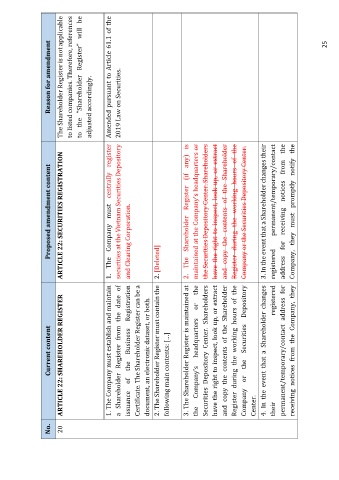 No.
Current content
Proposed amendment content
Reason for amendment
20
ARTICLE 22: SHAREHOLDER REGISTER
ARTICLE 22: SECURITIES REGISTRATION
The Shareholder Register is not applicable
to listed companies. Therefore, references
to the "Shareholder Register" will be
adjusted accordingly.
1. The Company must establish and maintain
a Shareholder Register from the date of
issuance of the Business Registration
Certificate. The Shareholder Register can be a
document, an electronic dataset, or both.
1. The Company must centrally register
securities at the Vietnam Securities Depository
and Clearing Corporation.
Amended pursuant to Article 61.1 of the
2019 Law on Securities.
2. The Shareholder Register must contain the
following main contents: [...].
2. [Deleted]
3. The Shareholder Register is maintained at
the Company's headquarters or the
Securities Depository Center. Shareholders
have the right to inspect, look up, or extract
and copy the contents of the Shareholder
Register during the working hours of the
Company or the Securities Depository
Center.
2. The Shareholder Register (if any) is
maintained at the Company's headquarters or
the Securities Depository Center. Shareholders
have the right to inspect, look up, or extract
and copy the contents of the Shareholder
Register during the working hours of the
Company or the Securities Depository Center.
4. In the event that a Shareholder changes
their registered
permanent/temporary/contact address for
receiving notices from the Company, they
3. In the event that a Shareholder changes their
registered permanent/temporary/contact
address for receiving notices from the
Company, they must promptly notify the
25